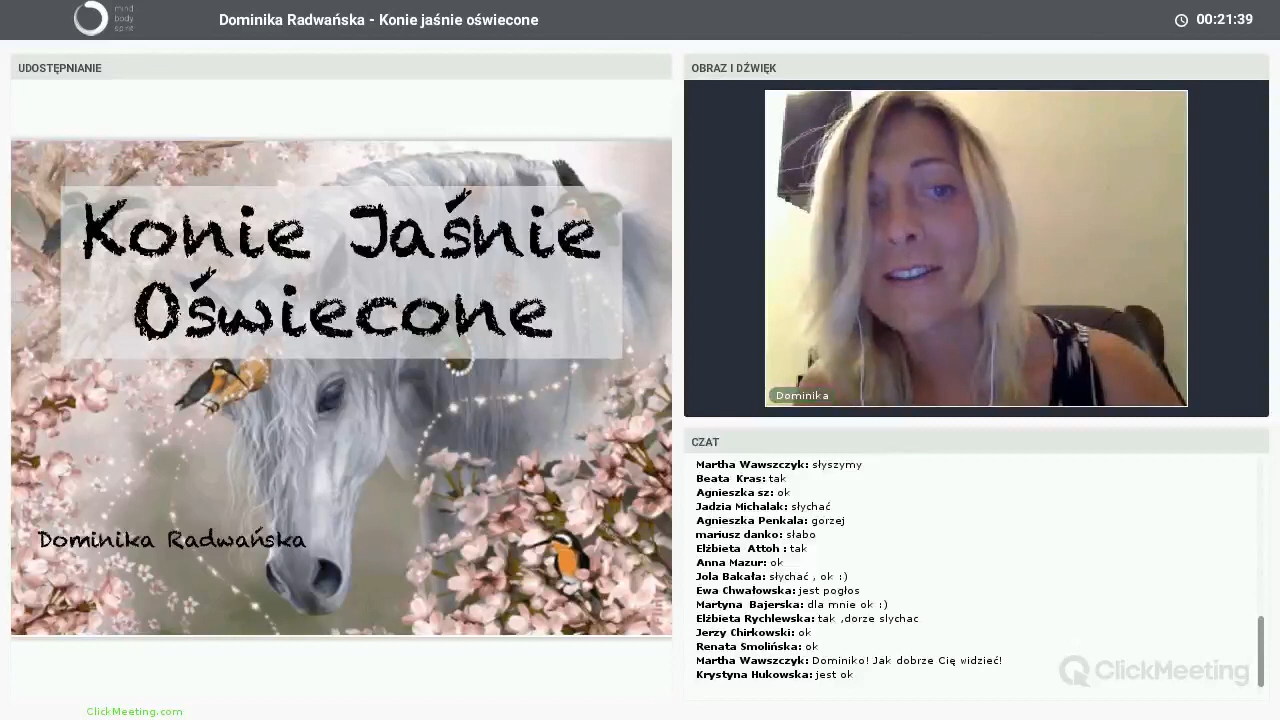 mind
body
spirit
Dominika Radwańska - Konie jaśnie oświecone
00:21:39
UDOSTĘPNIANIE
OBRAZ I DŹWIĘK
Konie Jaśnie
Oświecone
Dominika Radwańska
Dominika
CZAT
Martha Wawszczyk: słyszymy
Beata Kras: tak
Agnieszka sz: ok
Jadzia Michalak: słychać
Agnieszka Penkala: gorzej
mariusz danko: słabo
Elżbieta Attoh : tak
Anna Mazur: ok
Jola Bakała: słychać , ok :)
Ewa Chwałowska: jest pogłos
Martyna Bajerska: dla mnie ok :)
Elżbieta Rychlewska: tak ,dorze slychac
Jerzy Chirkowski: ok
Renata Smolińska: ok
Martha Wawszczyk: Dominiko! Jak dobrze Cię widzieć!
Krystyna Hukowska: jest ok
ClickMeeting
ClickMeeting.com